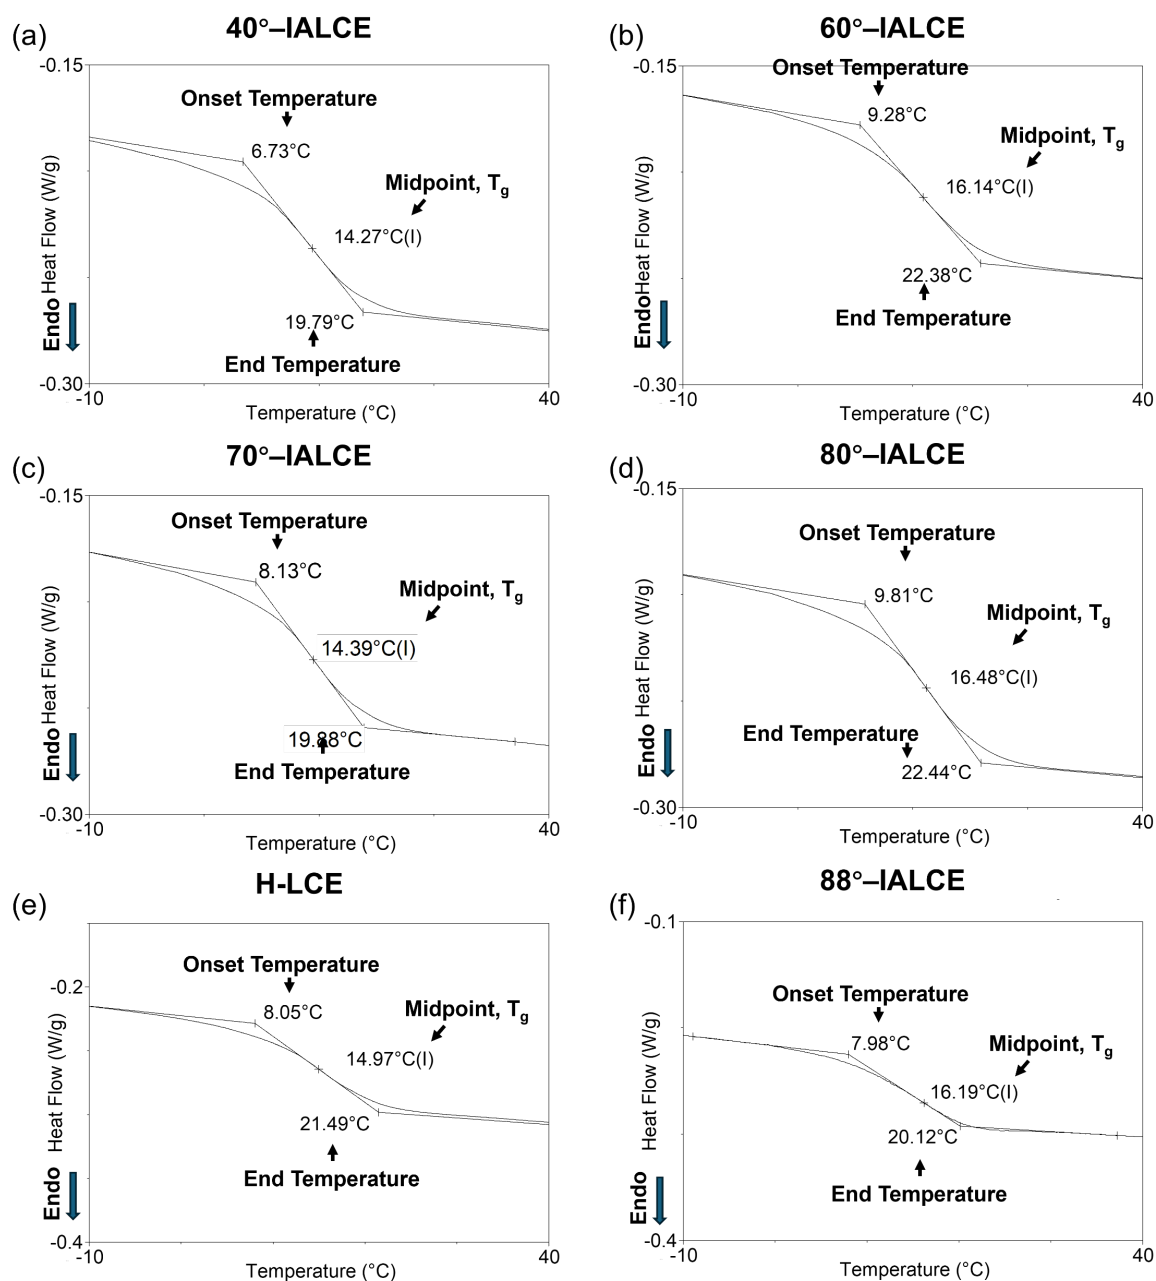 (a)
40°–IALCE
-0.15
Onset Temperature
6.73°C
Midpoint, Tg
14.27°C(I)
19.79°C
End Temperature
Endo
Heat Flow (W/g)
-0.30
-10
40
Temperature (°C)
(b)
60°–IALCE
-0.15
Onset Temperature
9.28°C
Midpoint, Tg
16.14°C(I)
22.38°C
End Temperature
Endo
Heat Flow (W/g)
-0.30
-10
40
Temperature (°C)
(c)
70°–IALCE
-0.15
Onset Temperature
8.13°C
Midpoint, Tg
14.39°C(I)
19.88°C
End Temperature
Endo
Heat Flow (W/g)
-0.30
-10
40
Temperature (°C)
(d)
80°–IALCE
-0.15
Onset Temperature
9.81°C
Midpoint, Tg
16.48°C(I)
End Temperature
22.44°C
Endo
Heat Flow (W/g)
-0.30
-10
40
Temperature (°C)
(e)
H-LCE
-0.2
Onset Temperature
8.05°C
Midpoint, Tg
14.97°C(I)
21.49°C
End Temperature
Endo
Heat Flow (W/g)
-0.4
-10
40
Temperature (°C)
(f)
88°–IALCE
-0.1
Onset Temperature
7.98°C
Midpoint, Tg
16.19°C(I)
20.12°C
End Temperature
Endo
Heat Flow (W/g)
-0.4
-10
40
Temperature (°C)